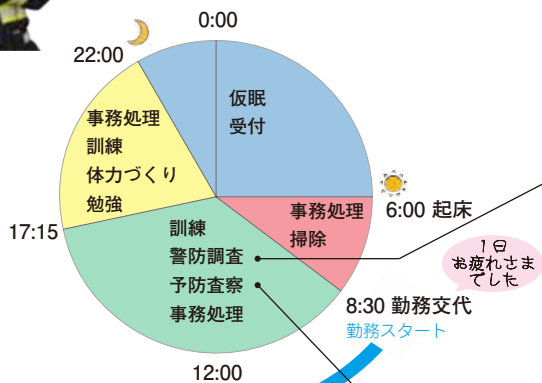 0:00
22:00
仮眠
受付
事務処理
訓練
体力づくり
勉強
6:00 起床
事務処理
掃除
17:15
訓練
警防調査
予防査察
事務処理
1日
お疲れさま
でした
8:30 勤務交代
勤務スタート
12:00